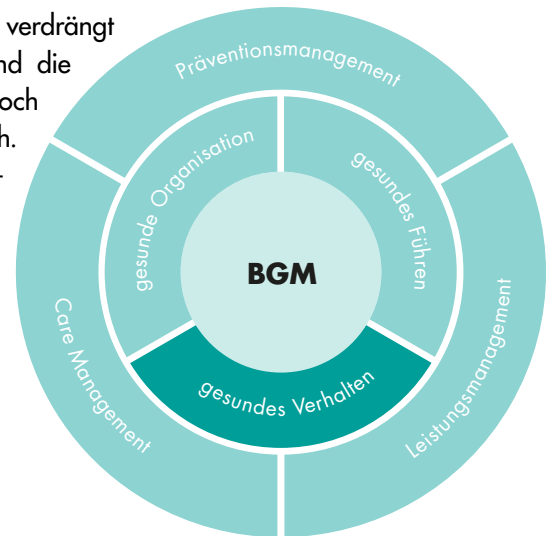 verdrängt
nd die
och
h.
-
Präventionsmanagement
gesunde Organisation
gesundes Führen
BGM
gesundes Verhalten
Care Management
Leistungsmanagement